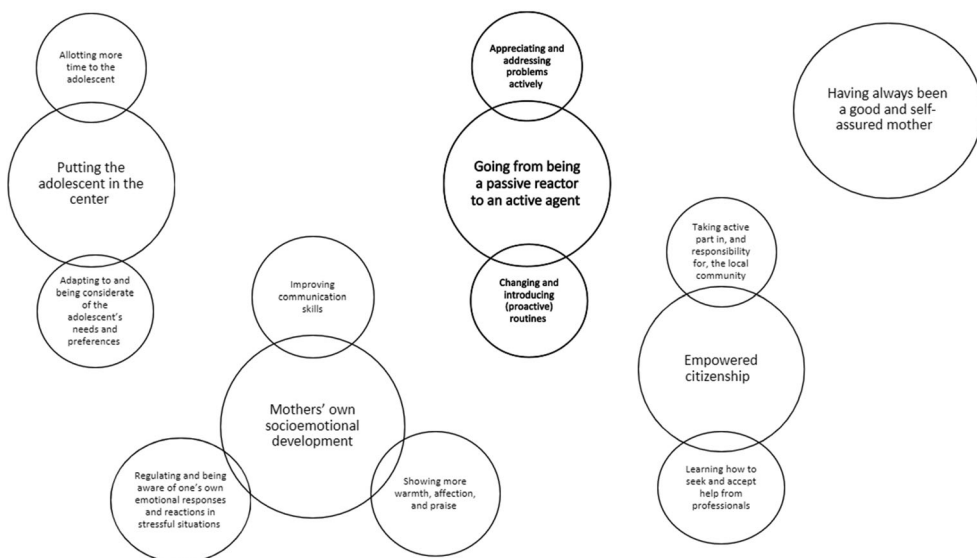 Allotting more
time to the
adolescent
Putting the
adolescent in the
center
Adapting to and
being considerate
of the
adolescent's
needs and
preferences
Improving
communication
skills
Mothers' own
socioemotional
development
Regulating and being
aware of one's own
emotional responses
and reactions in
stressful situations
Showing more
warmth, affection,
and praise
Appreciating and
addressing
problems
actively
Going from being
a passive reactor
to an active agent
Changing and
introducing
(proactive)
routines
Taking active
part in, and
responsibility
for, the local
community
Empowered
citizenship
Learning how to
seek and accept
help from
professionals
Having always been
a good and self-
assured mother